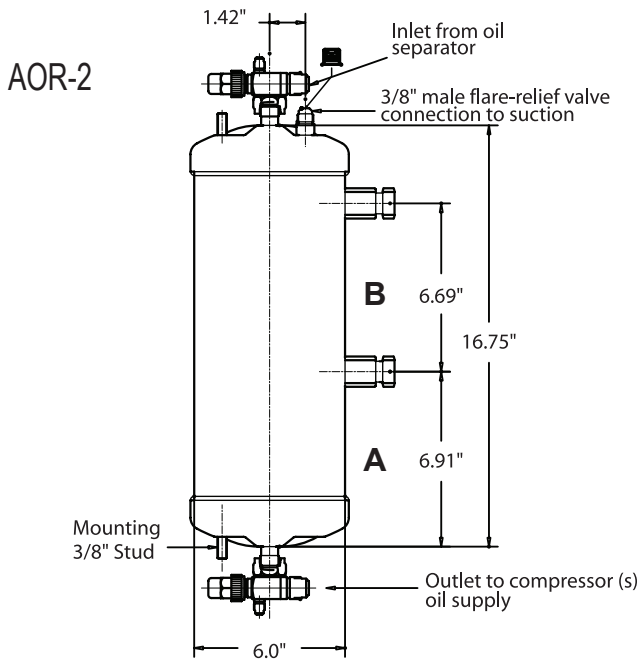 1.42"
Inlet from oil
separator
AOR-2
3/8" male flare-relief valve
connection to suction
B
6.69"
16.75"
A
6.91"
Mounting
3/8" Stud
Outlet to compressor (s)
oil supply
6.0"